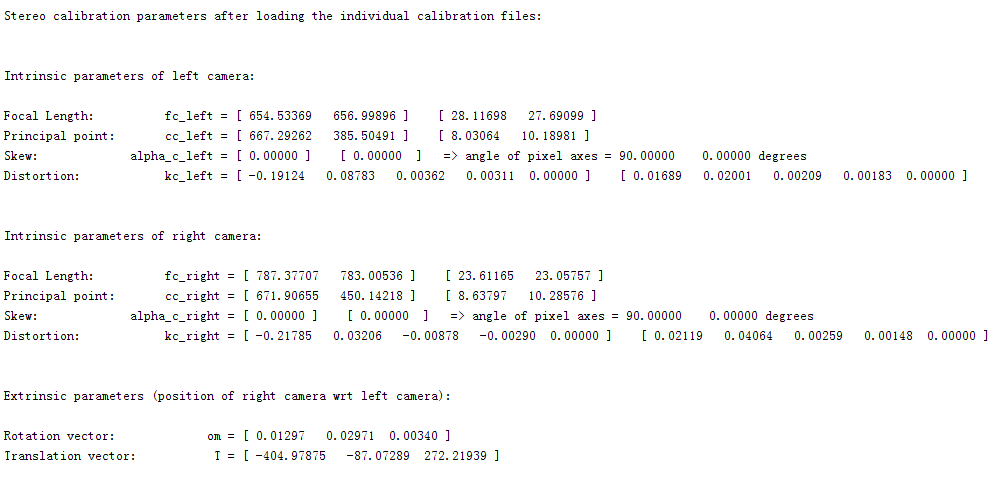 Stereo calibration parameters after loading the individual calibration files:
Intrinsic parameters of left camera:
Focal Length: fc_left = [ 654.53369 656.99896 ] [ 28.11698 27.69099 ]
Principal point: cc_left = [ 667.29262 385.50491 ] [ 8.03064 10.18981 ]
Skew: alpha_c_left = [ 0.00000 ] [ 0.00000 ] => angle of pixel axes = 90.00000 0.00000 degrees
Distortion: kc_left = [ -0.19124 0.08783 0.00362 0.00311 0.00000 ] [ 0.01689 0.02001 0.00209 0.00183 0.00000 ]
Intrinsic parameters of right camera:
Focal Length: fc_right = [ 787.37707 783.00536 ] [ 23.61165 23.05757 ]
Principal point: cc_right = [ 671.90655 450.14218 ] [ 8.63797 10.28576 ]
Skew: alpha_c_right = [ 0.00000 ] [ 0.00000 ] => angle of pixel axes = 90.00000 0.00000 degrees
Distortion: kc_right = [ -0.21785 0.03206 -0.00878 -0.00290 0.00000 ] [ 0.02119 0.04064 0.00259 0.00148 0.00000 ]
Extrinsic parameters (position of right camera wrt left camera):
Rotation vector: om = [ 0.01297 0.02971 0.00340 ]
Translation vector: T = [ -404.97875 -87.07289 272.21939 ]